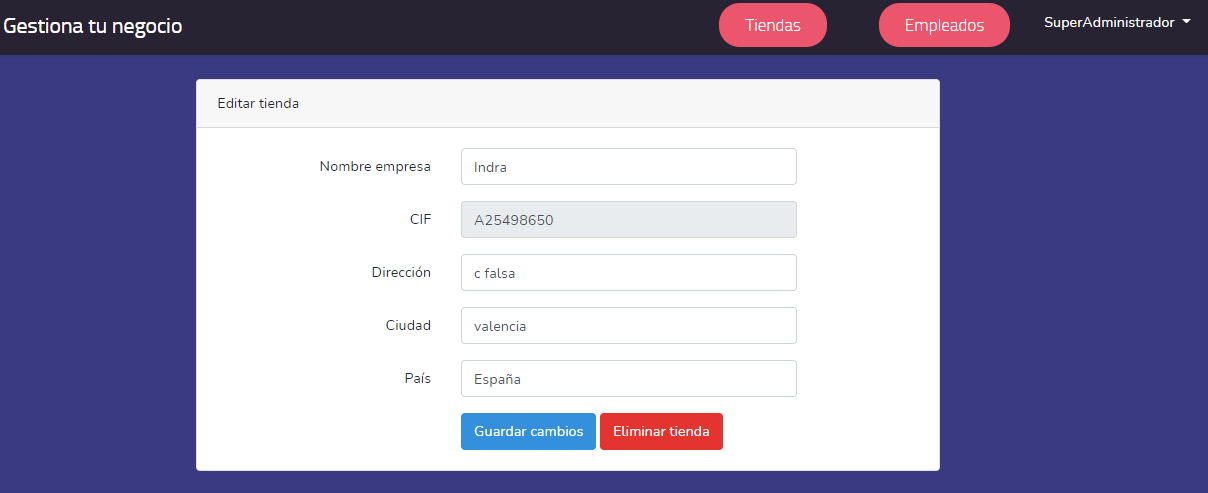 Gestiona tu negocio
Tiendas
Empleados
SuperAdministrador
Editar tienda
Nombre empresa
Indra
CIF
A25498650
Dirección
c falsa
Ciudad
valencia
País
España
Guardar cambios
Eliminar tienda